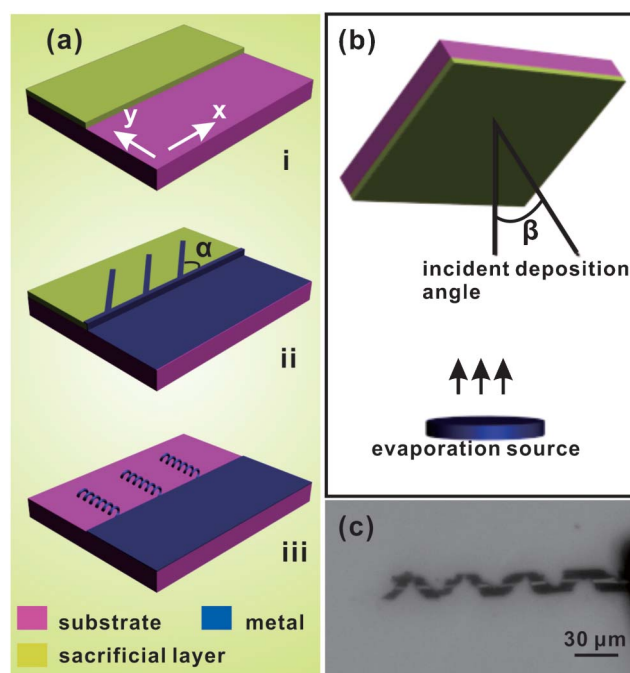 (a)
y
x
i
α
ii
iii
substrate
metal
sacrificial layer
(b)
β
incident deposition
angle
evaporation source
(c)
30 µm